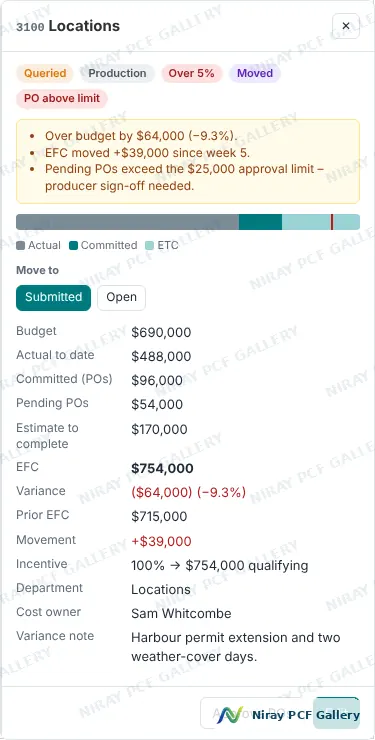 3100 Locations ×
Queried Production Over 5% Moved
PO above limit
• Over budget by $64,000 (−9.3%).
• EFC moved +$39,000 since week 5.
• Pending POs exceed the $25,000 approval limit –
producer sign-off needed.
Actual Committed ETC
Move to
Submitted Open
Budget $690,000
Actual to date $488,000
Committed (POs) $96,000
Pending POs $54,000
Estimate to
complete $170,000
EFC $754,000
Variance ($64,000) (−9.3%)
Prior EFC $715,000
Movement +$39,000
Incentive 100% → $754,000 qualifying
Department Locations
Cost owner Sam Whitcombe
Variance note Harbour permit extension and two
weather-cover days.
Niray PCF Gallery
NIRAY PCF GALLERY